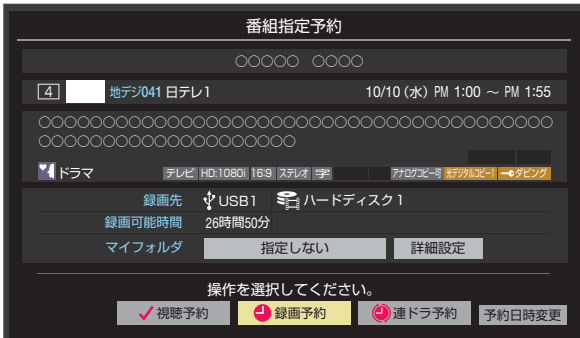 番組指定予約
○○○○○ ○○○○
4 地デジ041 日テレ1 10/10 (水) PM 1:00 ～ PM 1:55
○○○○○○○○○○○○○○○○○○○○○○○○○○○○○○○○○○○○○○○○
○○○○○○○○○○○○○○○○○○○○
ドラマ テレビ HD:1080i 16:9 ステレオ 字 アナログコピー可 光デジタルコピー1 ダビング
録画先 USB1 ハードディスク1
録画可能時間 26時間50分
マイフォルダ 指定しない 詳細設定
操作を選択してください。
視聴予約 録画予約 連ドラ予約 予約日時変更